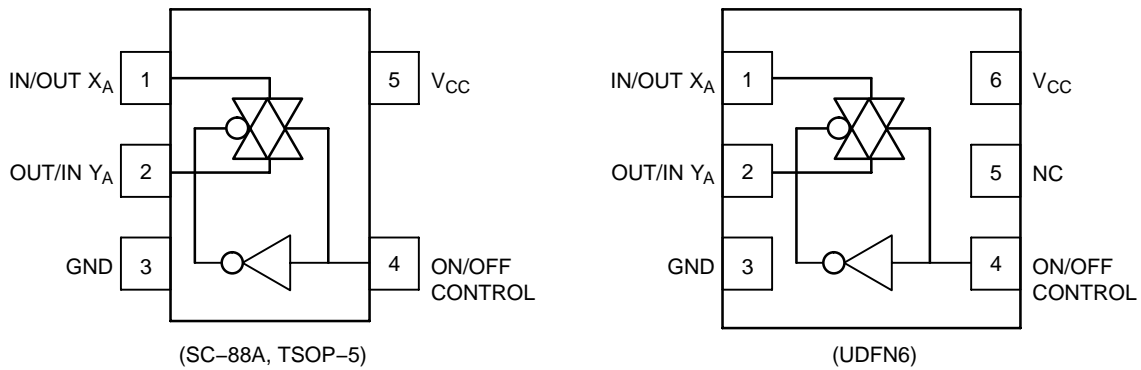 IN/OUT XA
1
5
VCC
OUT/IN YA
2
GND
3
4
ON/OFF
CONTROL
(SC−88A, TSOP−5)
IN/OUT XA
1
6
VCC
OUT/IN YA
2
5
NC
GND
3
4
ON/OFF
CONTROL
(UDFN6)